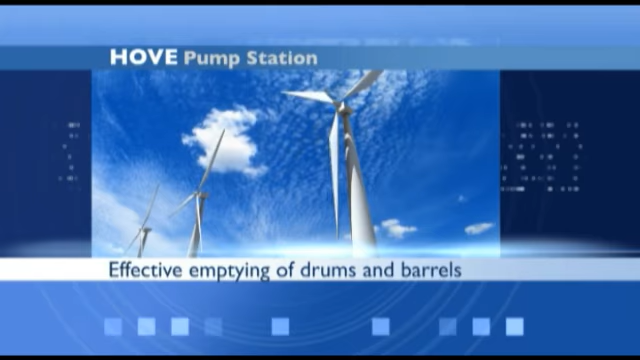 HOVE Pump Station
Effective emptying of drums and barrels